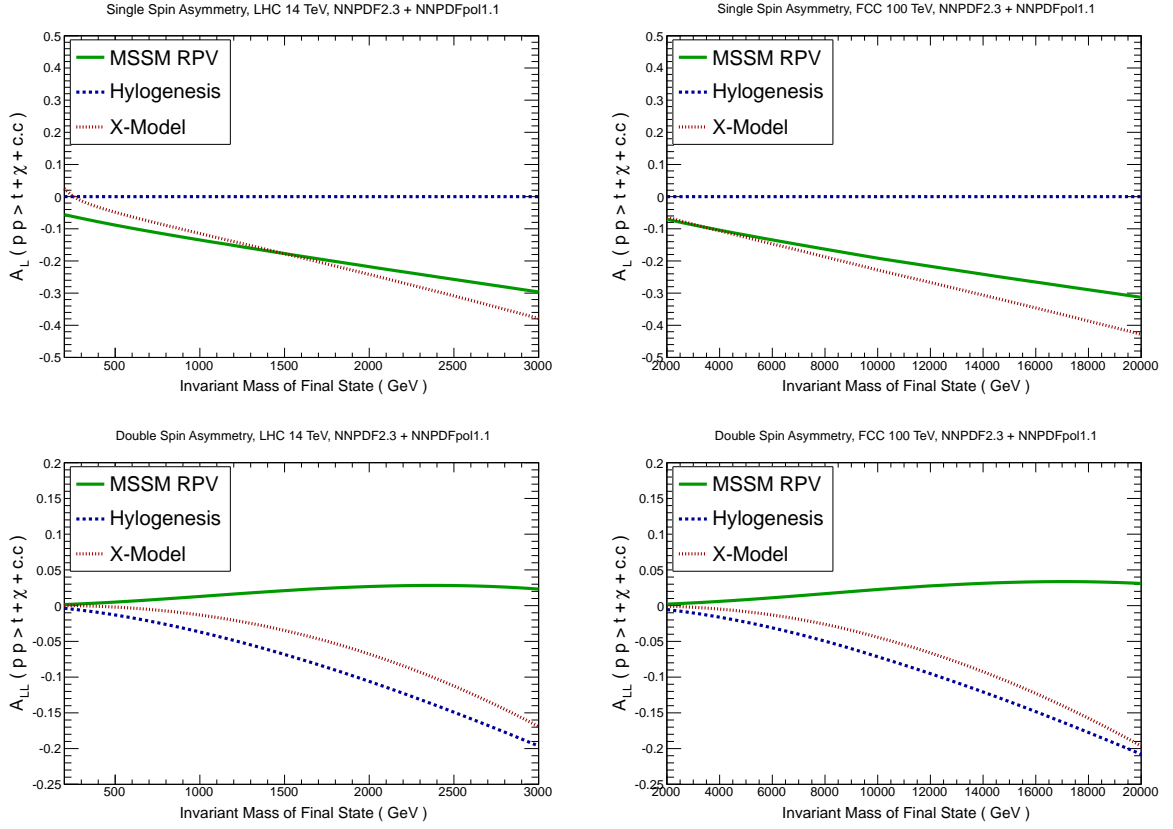 Single Spin Asymmetry, LHC 14 TeV, NNPDF2.3 + NNPDFpol1.1
A_L ( p p > t + χ + c.c )
0.5
0.4
0.3
0.2
0.1
0
-0.1
-0.2
-0.3
-0.4
-0.5
MSSM RPV
Hylogenesis
X-Model
500 1000 1500 2000 2500 3000
Invariant Mass of Final State ( GeV )
Single Spin Asymmetry, FCC 100 TeV, NNPDF2.3 + NNPDFpol1.1
A_L ( p p > t + χ + c.c )
0.5
0.4
0.3
0.2
0.1
0
-0.1
-0.2
-0.3
-0.4
-0.5
MSSM RPV
Hylogenesis
X-Model
2000 4000 6000 8000 10000 12000 14000 16000 18000 20000
Invariant Mass of Final State ( GeV )
Double Spin Asymmetry, LHC 14 TeV, NNPDF2.3 + NNPDFpol1.1
A_LL ( p p > t + χ + c.c )
0.2
0.15
0.1
0.05
0
-0.05
-0.1
-0.15
-0.2
-0.25
MSSM RPV
Hylogenesis
X-Model
500 1000 1500 2000 2500 3000
Invariant Mass of Final State ( GeV )
Double Spin Asymmetry, FCC 100 TeV, NNPDF2.3 + NNPDFpol1.1
A_LL ( p p > t + χ + c.c )
0.2
0.15
0.1
0.05
0
-0.05
-0.1
-0.15
-0.2
-0.25
MSSM RPV
Hylogenesis
X-Model
2000 4000 6000 8000 10000 12000 14000 16000 18000 20000
Invariant Mass of Final State ( GeV )